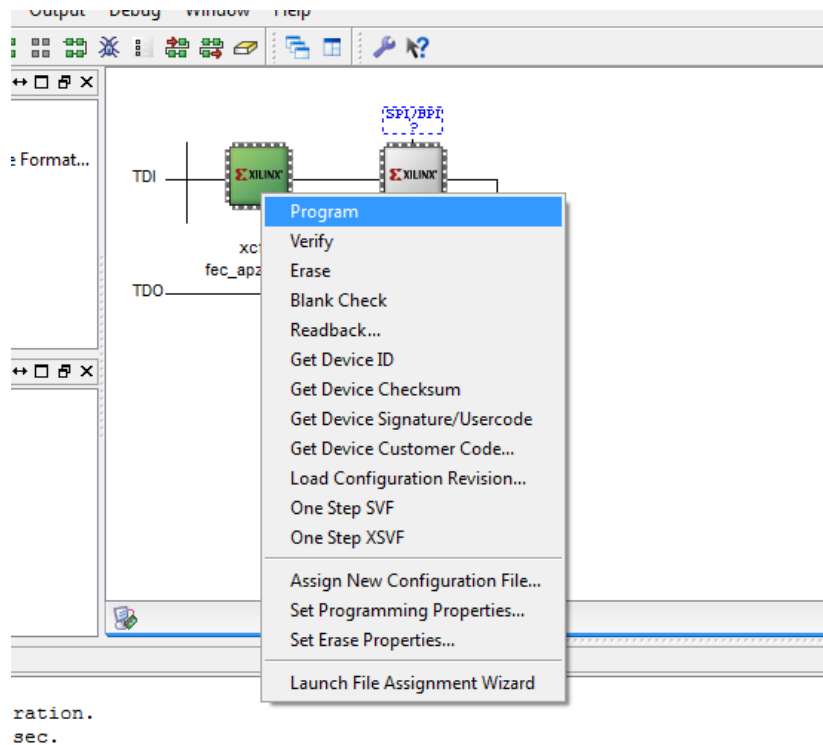 Output Debug Window Help
SPI/BPI
?
e Format...
TDI
XILINX
XILINX
Program
Verify
xc
fec_apz
Erase
TDO
Blank Check
Readback...
Get Device ID
Get Device Checksum
Get Device Signature/Usercode
Get Device Customer Code...
Load Configuration Revision...
One Step SVF
One Step XSVF
Assign New Configuration File...
Set Programming Properties...
Set Erase Properties...
Launch File Assignment Wizard
ration.
sec.